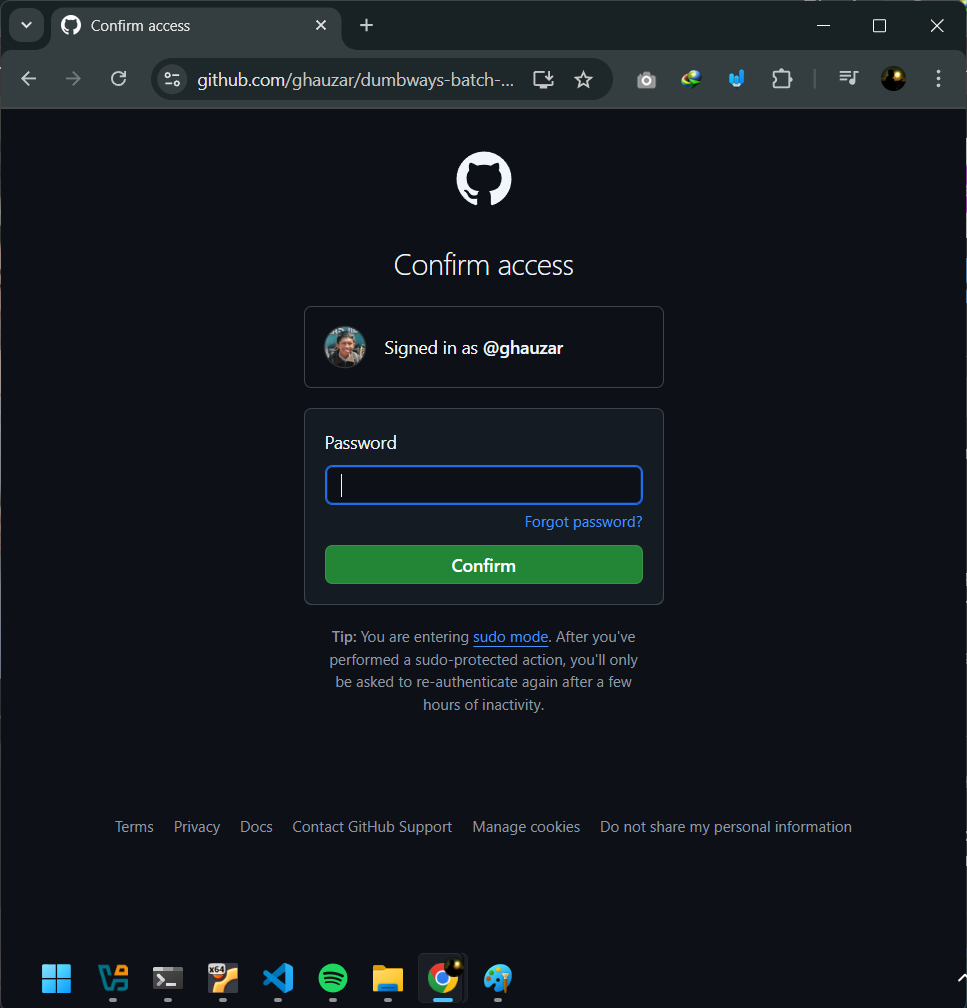 Confirm access
github.com/ghauzar/dumbways-batch-...
Confirm access
Signed in as @ghauzar
Password
Forgot password?
Confirm
Tip: You are entering sudo mode. After you've
performed a sudo-protected action, you'll only
be asked to re-authenticate again after a few
hours of inactivity.
Terms Privacy Docs Contact GitHub Support Manage cookies Do not share my personal information
x64